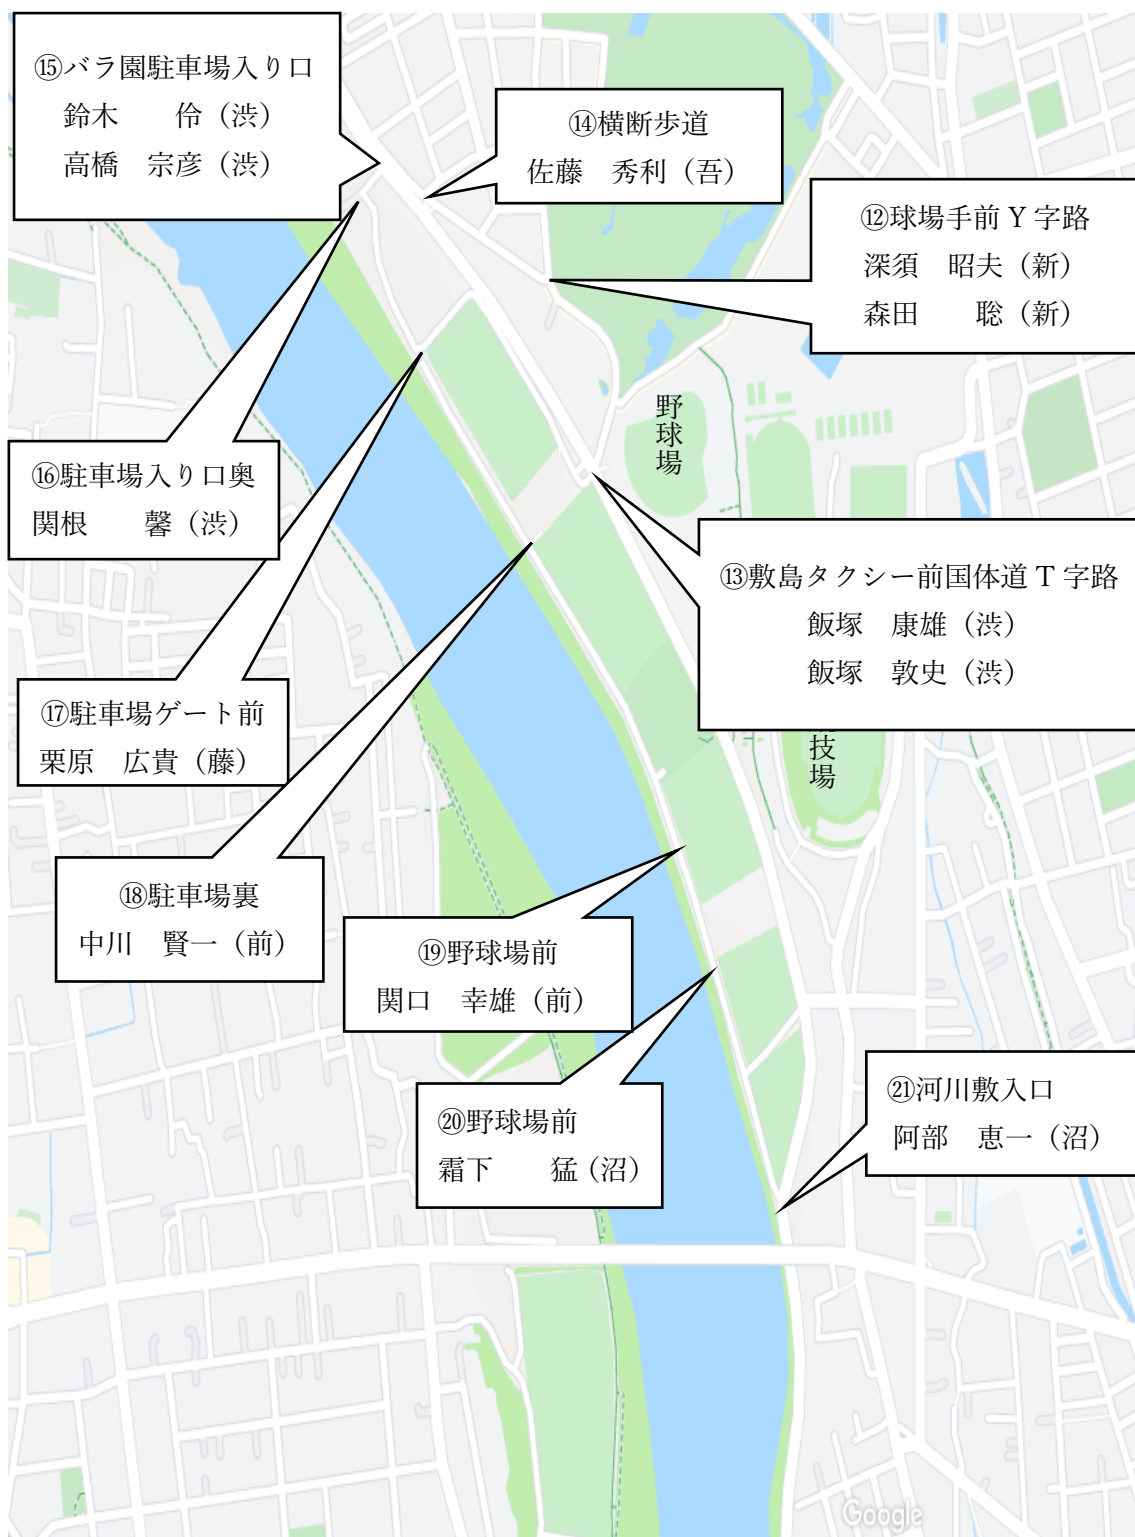 ⑮バラ園駐車場入り口
鈴木　　伶（渋）
高橋　宗彦（渋）
⑭横断歩道
佐藤　秀利（吾）
⑫球場手前 Y 字路
深須　昭夫（新）
森田　　聡（新）
野球場
⑯駐車場入り口奥
関根　　馨（渋）
⑬敷島タクシー前国体道 T 字路
飯塚　康雄（渋）
飯塚　敦史（渋）
⑰駐車場ゲート前
栗原　広貴（藤）
技場
⑱駐車場裏
中川　賢一（前）
⑲野球場前
関口　幸雄（前）
⑳野球場前
霜下　　猛（沼）
㉑河川敷入口
阿部　恵一（沼）
Google